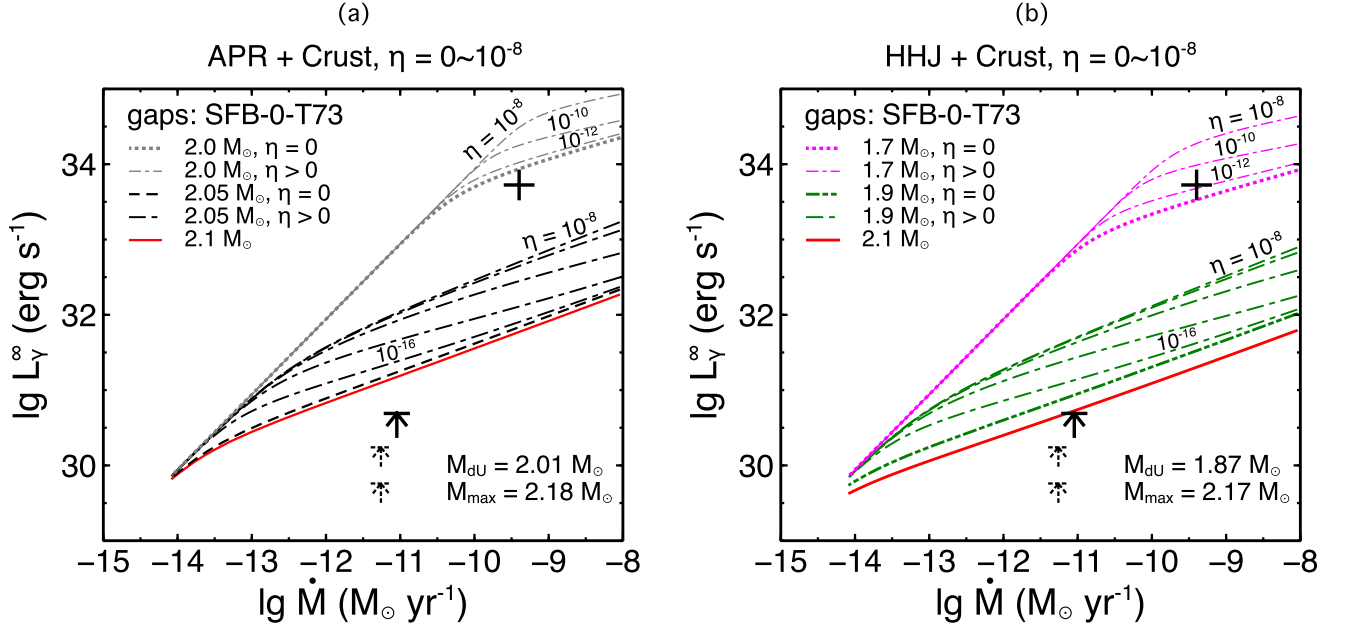 (a)
APR + Crust, η = 0~10⁻⁸
gaps: SFB-0-T73
2.0 M☉, η = 0
2.0 M☉, η > 0
2.05 M☉, η = 0
2.05 M☉, η > 0
2.1 M☉
η = 10⁻⁸
10⁻¹⁰
10⁻¹²
η = 10⁻⁸
10⁻¹⁶
M_dU = 2.01 M☉
M_max = 2.18 M☉
34
32
30
lg L_γ^∞ (erg s⁻¹)
−15 −14 −13 −12 −11 −10 −9 −8
lg Ṁ (M☉ yr⁻¹)
(b)
HHJ + Crust, η = 0~10⁻⁸
gaps: SFB-0-T73
1.7 M☉, η = 0
1.7 M☉, η > 0
1.9 M☉, η = 0
1.9 M☉, η > 0
2.1 M☉
η = 10⁻⁸
10⁻¹⁰
10⁻¹²
η = 10⁻⁸
10⁻¹⁶
M_dU = 1.87 M☉
M_max = 2.17 M☉
34
32
30
lg L_γ^∞ (erg s⁻¹)
−15 −14 −13 −12 −11 −10 −9 −8
lg Ṁ (M☉ yr⁻¹)